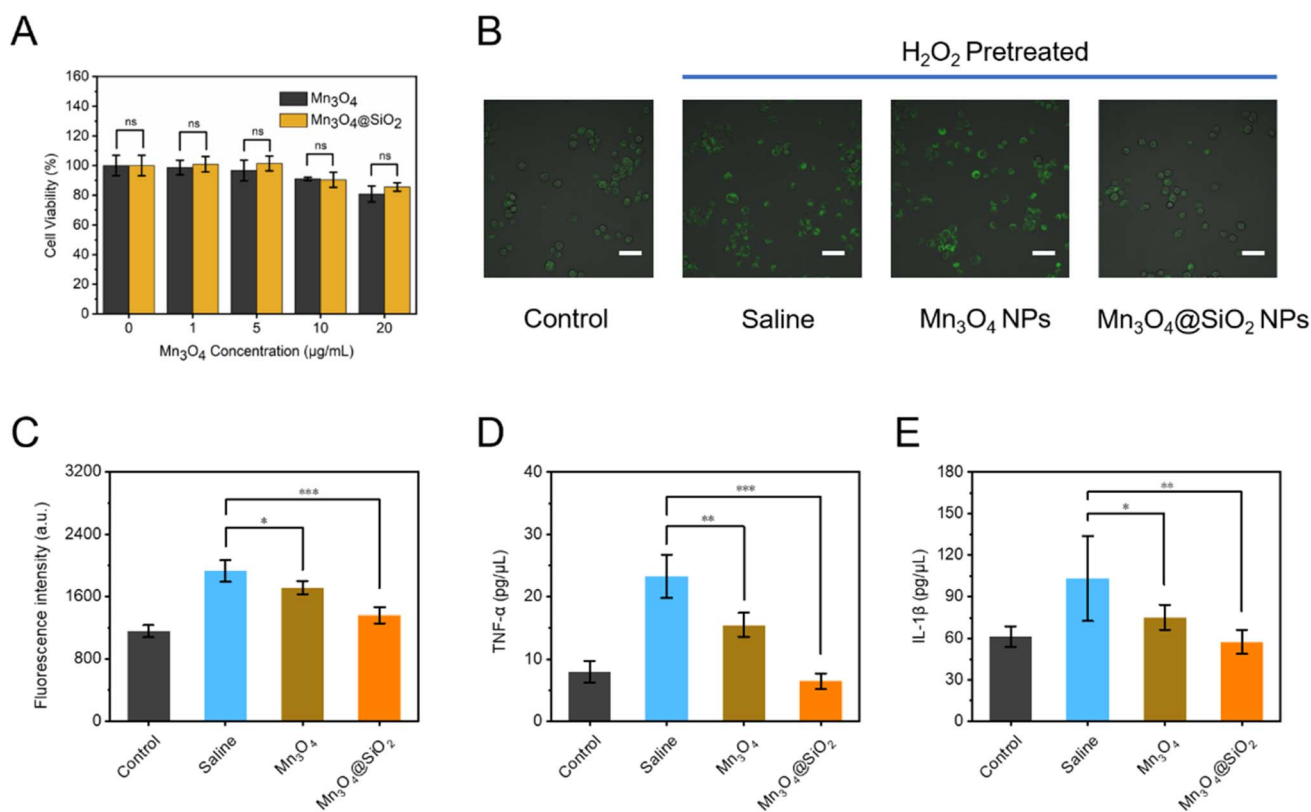 A
Cell Viability (%)
160
140
120
100
80
60
40
20
0
Mn₃O₄
Mn₃O₄@SiO₂
ns
ns
ns
ns
ns
0 1 5 10 20
Mn₃O₄ Concentration (μg/mL)
B
H₂O₂ Pretreated
Control
Saline
Mn₃O₄ NPs
Mn₃O₄@SiO₂ NPs
C
Fluorescence intensity (a.u.)
3200
2400
1600
800
0
***
*
Control
Saline
Mn₃O₄
Mn₃O₄@SiO₂
D
TNF-α (pg/μL)
40
30
20
10
0
***
**
Control
Saline
Mn₃O₄
Mn₃O₄@SiO₂
E
IL-1β (pg/μL)
180
150
120
90
60
30
0
**
*
Control
Saline
Mn₃O₄
Mn₃O₄@SiO₂